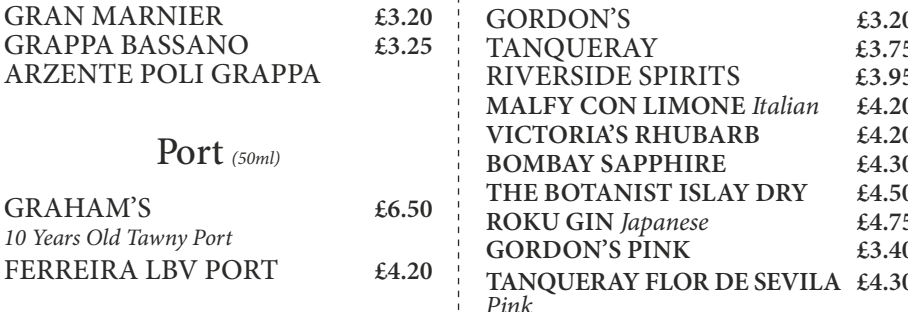 GRAN MARNIER £3.20
GRAPPA BASSANO £3.25
ARZENTE POLI GRAPPA
Port (50ml)
GRAHAM'S £6.50
10 Years Old Tawny Port
FERREIRA LBV PORT £4.20
GORDON'S £3.20
TANQUERAY £3.75
RIVERSIDE SPIRITS £3.95
MALFY CON LIMONE Italian £4.20
VICTORIA'S RHUBARB £4.20
BOMBAY SAPPHIRE £4.30
THE BOTANIST ISLAY DRY £4.50
ROKU GIN Japanese £4.75
GORDON'S PINK £3.40
TANQUERAY FLOR DE SEVILA £4.30
Pink